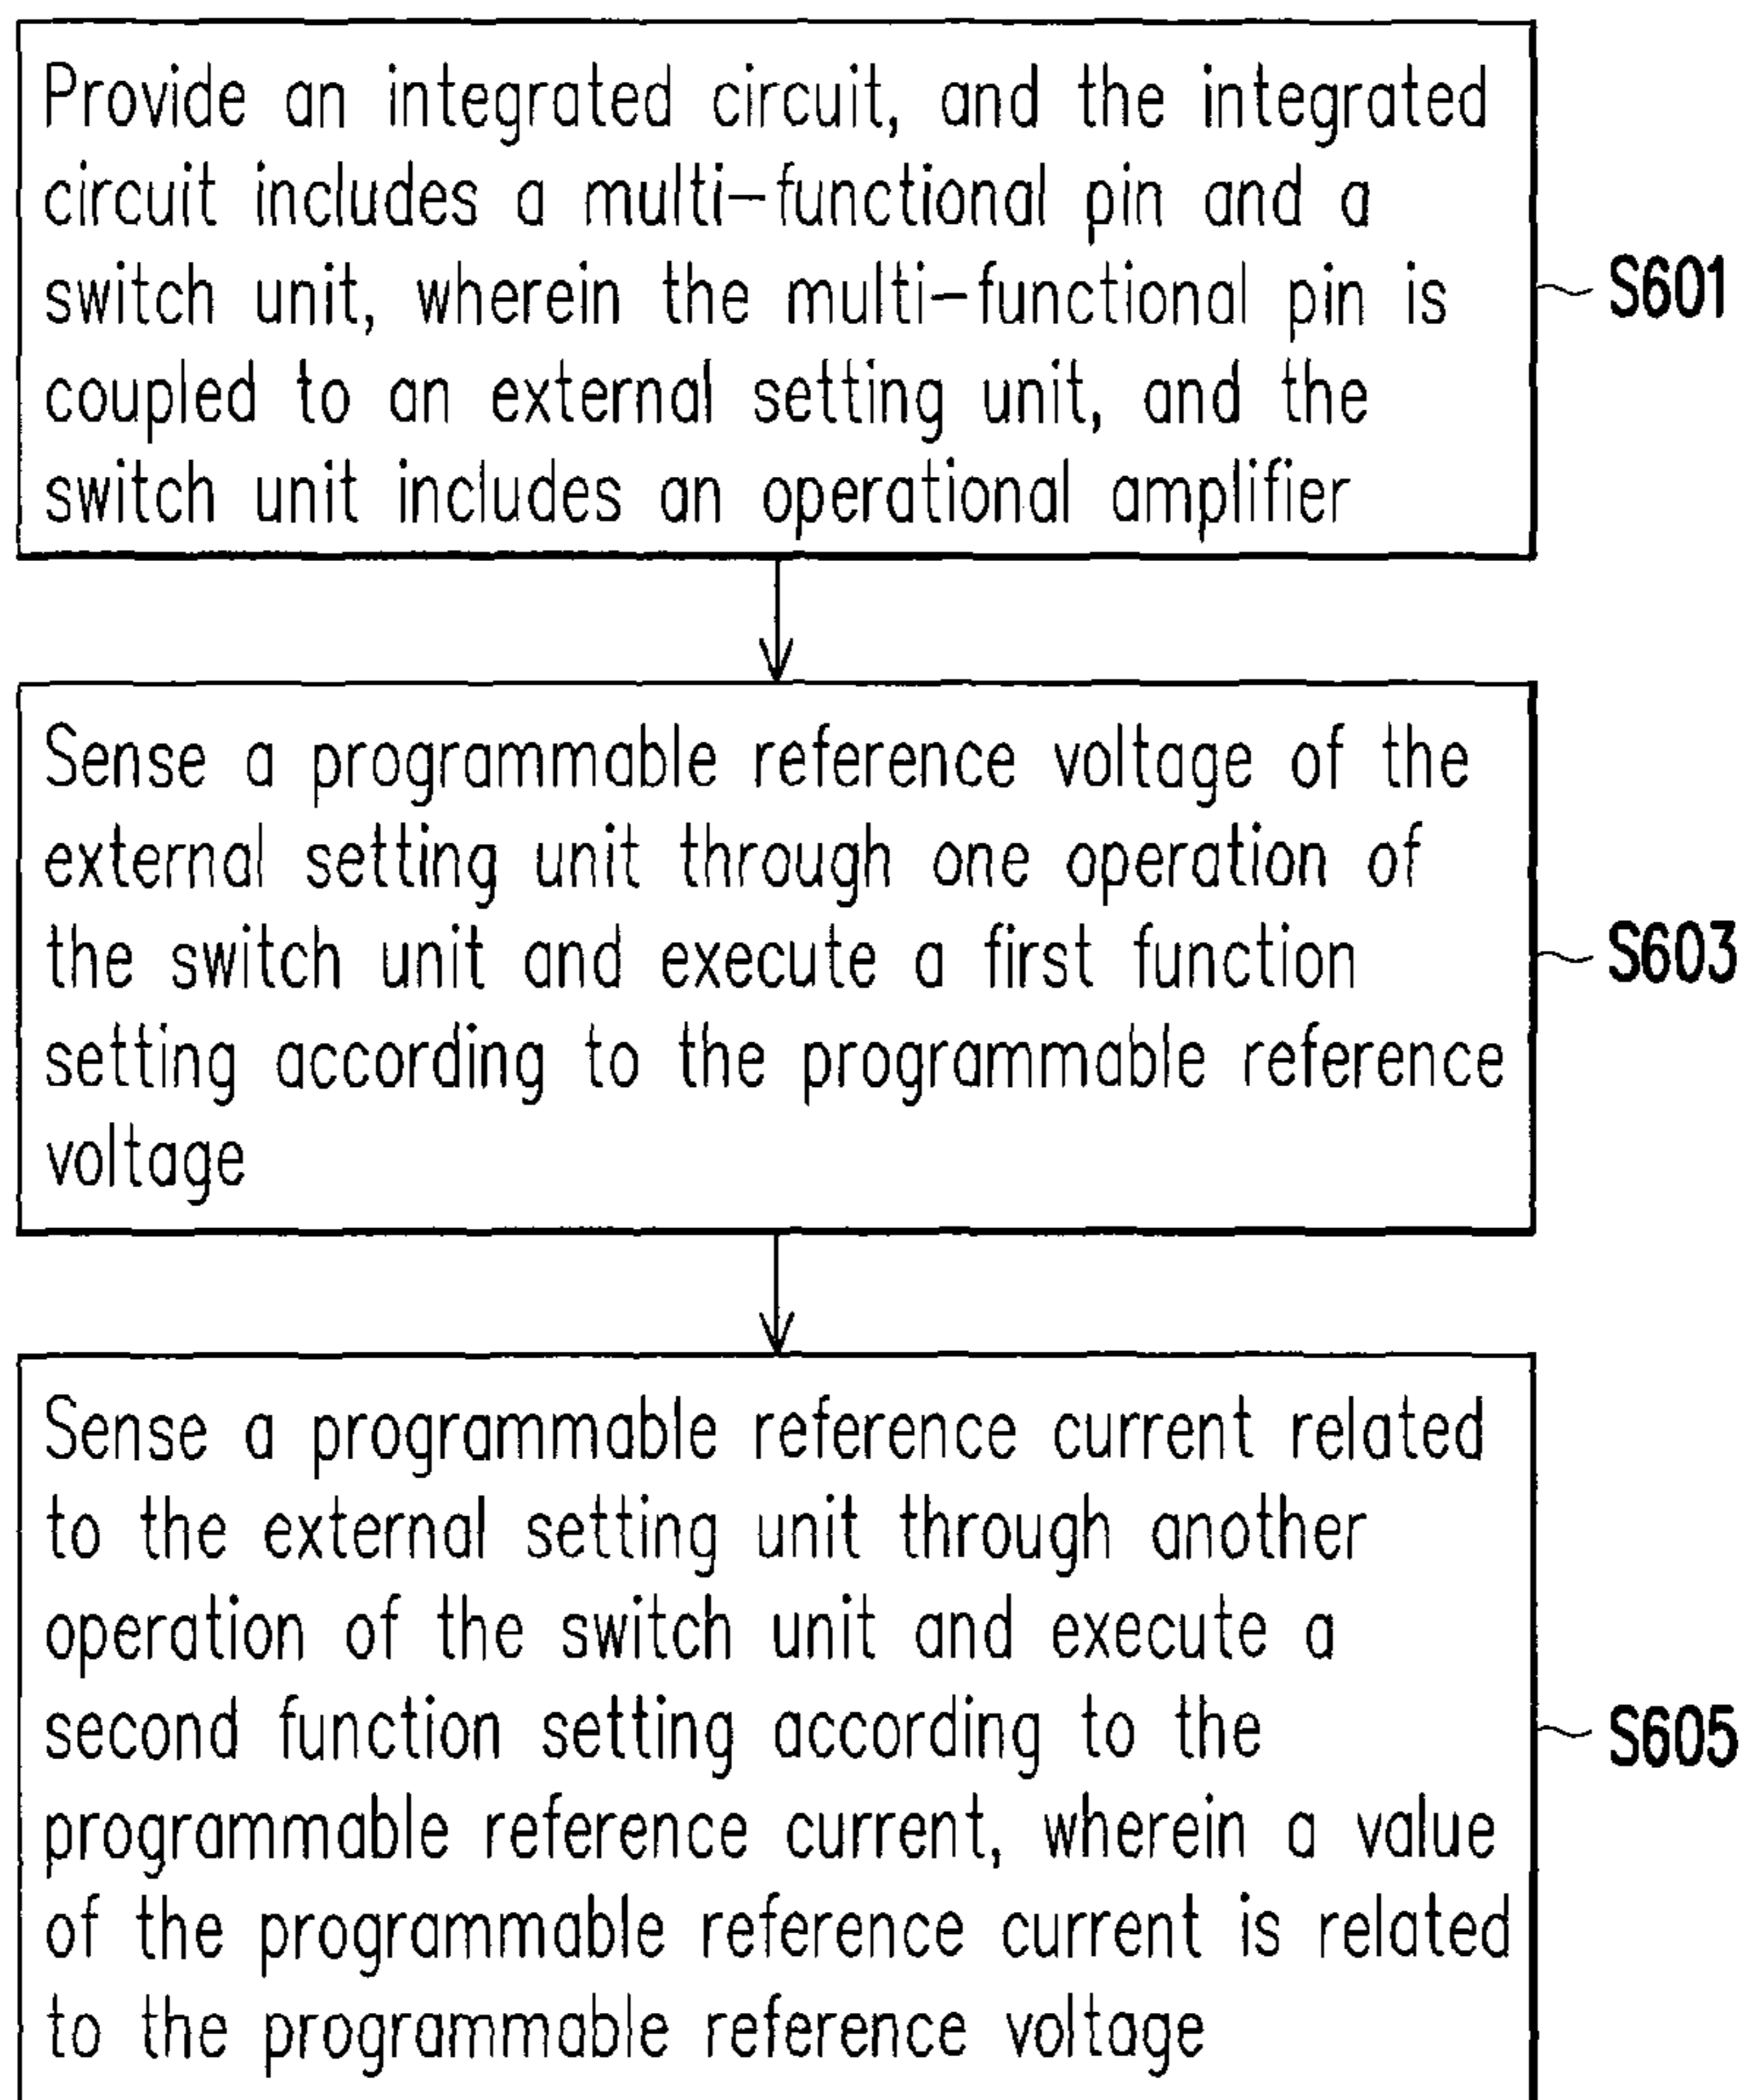 Provide an integrated circuit, and the integrated
circuit includes a multi-functional pin and a
switch unit, wherein the multi-functional pin is
coupled to an external setting unit, and the
switch unit includes an operational amplifier
S601
Sense a programmable reference voltage of the
external setting unit through one operation of
the switch unit and execute a first function
setting according to the programmable reference
voltage
S603
Sense a programmable reference current related
to the external setting unit through another
operation of the switch unit and execute a
second function setting according to the
programmable reference current, wherein a value
of the programmable reference current is related
to the programmable reference voltage
S605